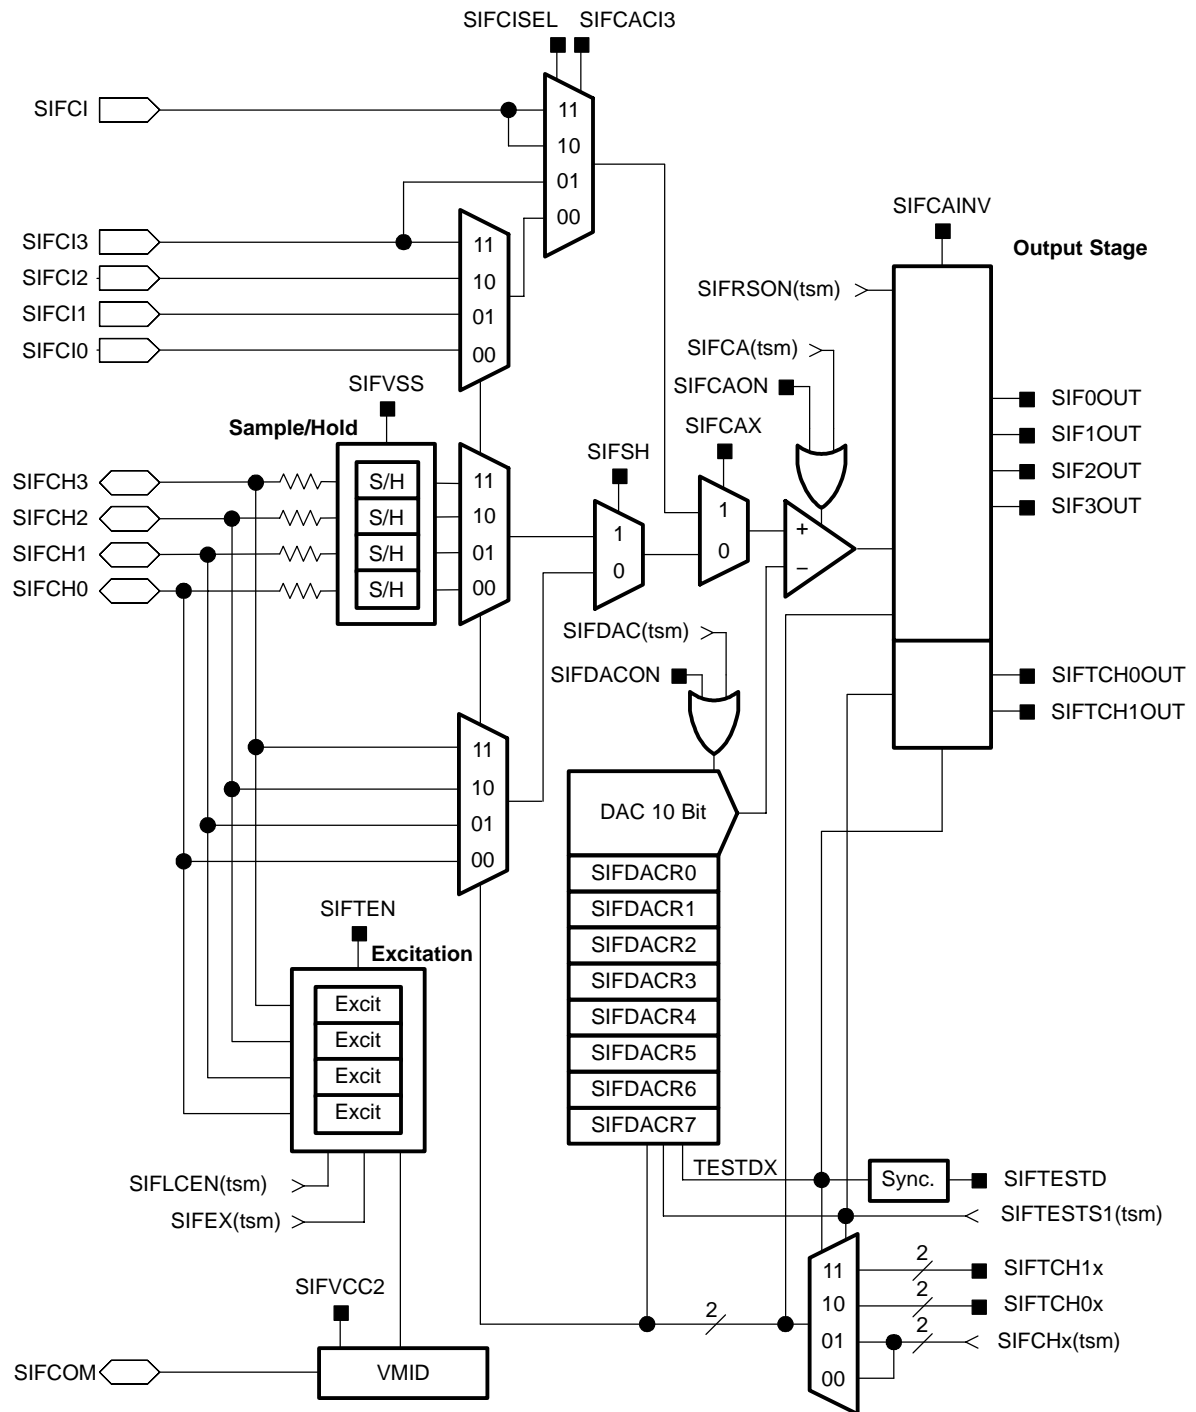 SIFCISEL SIFCACI3
SIFCI
11
10
01
00
SIFCI3
SIFCI2
SIFCI1
SIFCI0
11
10
01
00
SIFCAINV
Output Stage
SIFRSON(tsm)
SIFCA(tsm)
SIFCAON
SIFVSS
Sample/Hold
SIFSH
SIFCAX
SIF0OUT
SIF1OUT
SIF2OUT
SIF3OUT
SIFCH3
SIFCH2
SIFCH1
SIFCH0
S/H
S/H
S/H
S/H
11
10
01
00
1
0
1
0
+
−
SIFDAC(tsm)
SIFDACON
SIFTCH0OUT
SIFTCH1OUT
11
10
01
00
DAC 10 Bit
SIFDACR0
SIFDACR1
SIFDACR2
SIFDACR3
SIFDACR4
SIFDACR5
SIFDACR6
SIFDACR7
SIFTEN
Excitation
Excit
Excit
Excit
Excit
SIFLCEN(tsm)
SIFEX(tsm)
TESTDX
Sync.
SIFTESTD
SIFTESTS1(tsm)
11
10
01
00
2
SIFTCH1x
2
SIFTCH0x
2
SIFCHx(tsm)
2
SIFVCC2
SIFCOM
VMID